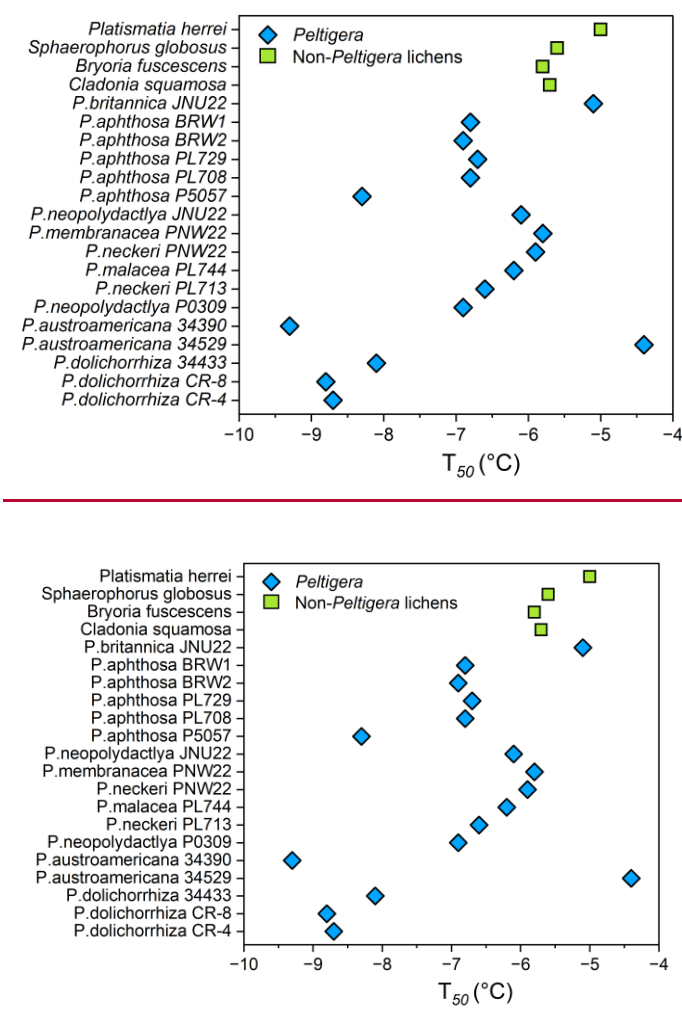 Platismatia herrei
Sphaerophorus globosus
Bryoria fuscescens
Cladonia squamosa
P.britannica JNU22
P.aphthosa BRW1
P.aphthosa BRW2
P.aphthosa PL729
P.aphthosa PL708
P.aphthosa P5057
P.neopolydactlya JNU22
P.membranacea PNW22
P.neckeri PNW22
P.malacea PL744
P.neckeri PL713
P.neopolydactlya P0309
P.austroamericana 34390
P.austroamericana 34529
P.dolichorrhiza 34433
P.dolichorrhiza CR-8
P.dolichorrhiza CR-4
Peltigera
Non-Peltigera lichens
−10 −9 −8 −7 −6 −5 −4
T50 (°C)
Platismatia herrei
Sphaerophorus globosus
Bryoria fuscescens
Cladonia squamosa
P.britannica JNU22
P.aphthosa BRW1
P.aphthosa BRW2
P.aphthosa PL729
P.aphthosa PL708
P.aphthosa P5057
P.neopolydactlya JNU22
P.membranacea PNW22
P.neckeri PNW22
P.malacea PL744
P.neckeri PL713
P.neopolydactlya P0309
P.austroamericana 34390
P.austroamericana 34529
P.dolichorrhiza 34433
P.dolichorrhiza CR-8
P.dolichorrhiza CR-4
Peltigera
Non-Peltigera lichens
−10 −9 −8 −7 −6 −5 −4
T50 (°C)